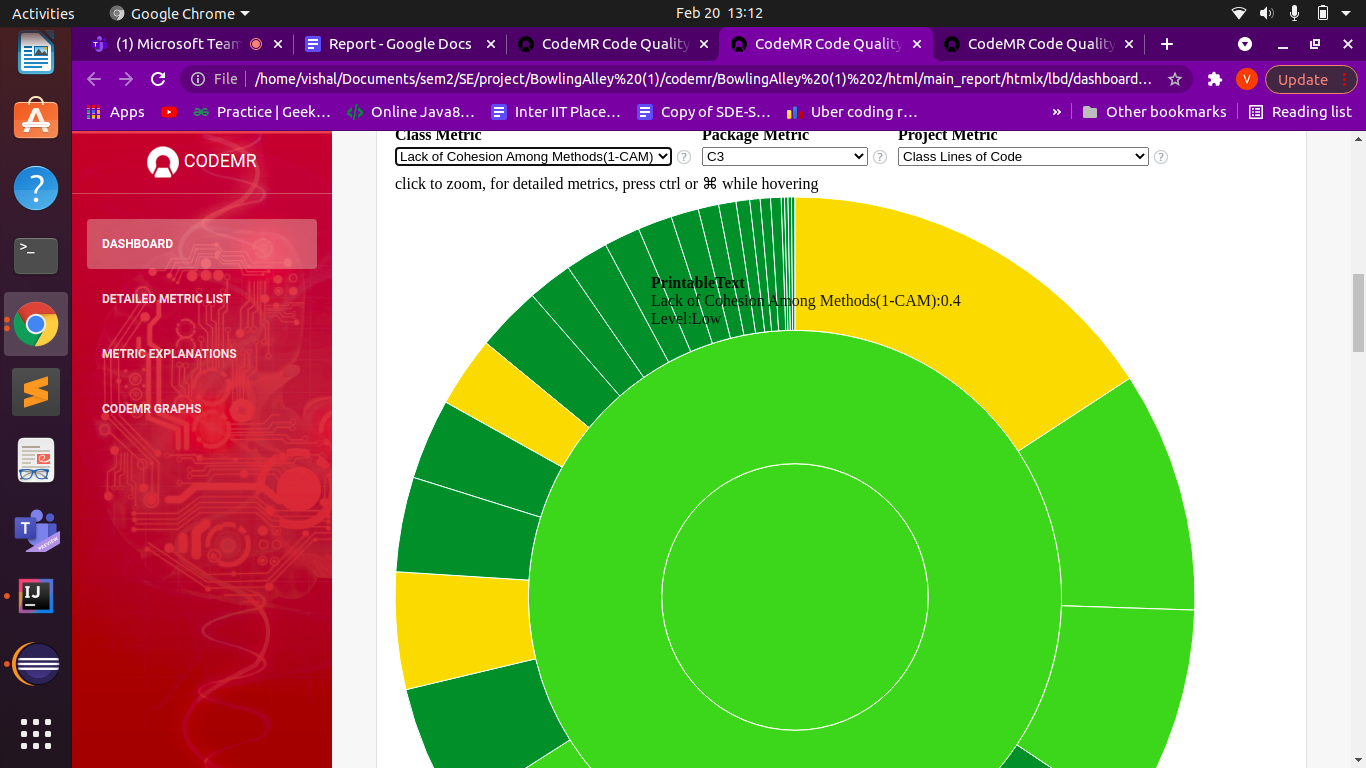 Activities
Google Chrome
Feb 20 13:12
(1) Microsoft Team
Report - Google Docs
CodeMR Code Quality
CodeMR Code Quality
CodeMR Code Quality
File
/home/vishal/Documents/sem2/SE/project/BowlingAlley%20(1)/codemr/BowlingAlley%20(1)%202/html/main_report/htmlx/lbd/dashboard…
V
Update
Apps
Practice | Geek…
Online Java8…
Inter IIT Place…
Copy of SDE-S…
Uber coding r…
»
Other bookmarks
Reading list
CODEMR
DASHBOARD
DETAILED METRIC LIST
METRIC EXPLANATIONS
CODEMR GRAPHS
Class Metric
Package Metric
Project Metric
Lack of Cohesion Among Methods(1-CAM)
?
C3
?
Class Lines of Code
?
click to zoom, for detailed metrics, press ctrl or ⌘ while hovering
PrintableText
Lack of Cohesion Among Methods(1-CAM):0.4
Level:Low